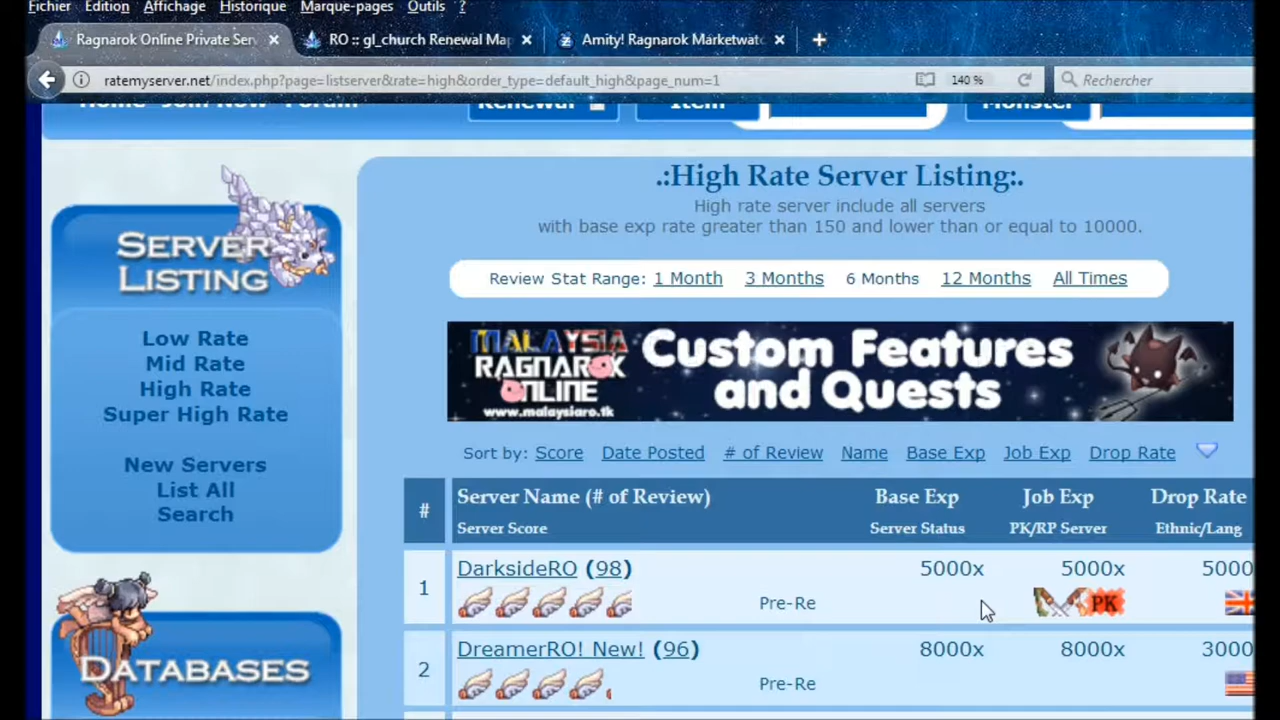 Fichier Edition Affichage Historique Marque-pages Outils ?
Ragnarok Online Private Ser RO :: gl_church Renewal Ma Amity! Ragnarok Marketwat
ratemyserver.net/index.php?page=listserver&rate=high&order_type=default_high&page_num=1 140 % Rechercher
Home Join Now Forum Renewal Item Monster
.:High Rate Server Listing:.
High rate server include all servers
with base exp rate greater than 150 and lower than or equal to 10000.
SERVER
LISTING
Low Rate
Mid Rate
High Rate
Super High Rate
New Servers
List All
Search
DATABASES
Review Stat Range: 1 Month 3 Months 6 Months 12 Months All Times
MALAYSIA
RAGNAROK
ONLINE
www.malaysiaro.tk
Custom Features
and Quests
Sort by: Score Date Posted # of Review Name Base Exp Job Exp Drop Rate
# Server Name (# of Review) Base Exp Job Exp Drop Rate
Server Score Server Status PK/RP Server Ethnic/Lang
1 DarksideRO (98) 5000x 5000x 5000
Pre-Re PK
2 DreamerRO! New! (96) 8000x 8000x 3000
Pre-Re